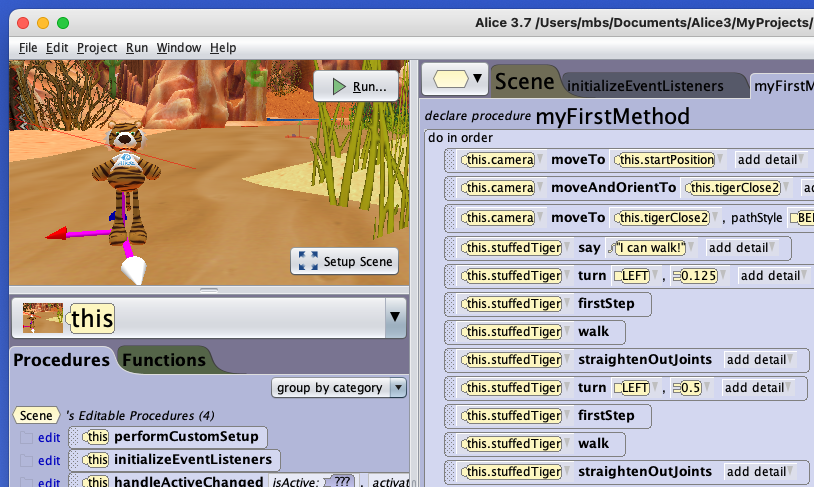 Alice 3.7 /Users/mbs/Documents/Alice3/MyProjects/
File Edit Project Run Window Help
Run...
Setup Scene
this
Procedures Functions
group by category
Scene 's Editable Procedures (4)
edit this performCustomSetup
edit this initializeEventListeners
edit this handleActiveChanged isActive: ??? , activat
Scene initializeEventListeners myFirstM
declare procedure myFirstMethod
do in order
this.camera moveTo this.startPosition add detail
this.camera moveAndOrientTo this.tigerClose2 a
this.camera moveTo this.tigerClose2 , pathStyle BE
this.stuffedTiger say "I can walk!" add detail
this.stuffedTiger turn LEFT , 0.125 add detail
this.stuffedTiger firstStep
this.stuffedTiger walk
this.stuffedTiger straightenOutJoints add detail
this.stuffedTiger turn LEFT , 0.5 add detail
this.stuffedTiger firstStep
this.stuffedTiger walk
this.stuffedTiger straightenOutJoints add detail